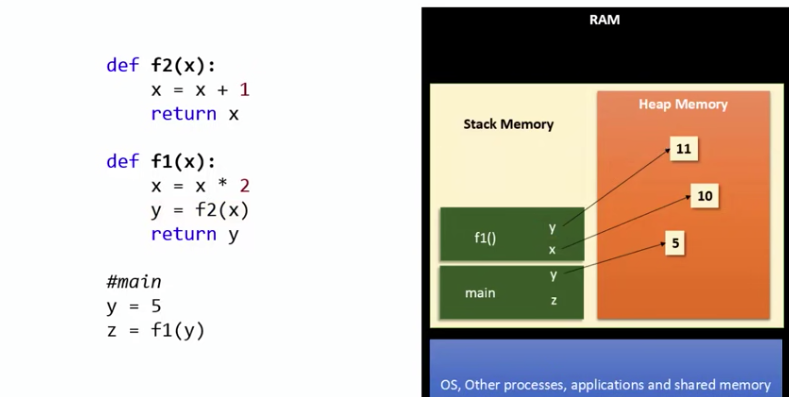 def f2(x):
    x = x + 1
    return x
def f1(x):
    x = x * 2
    y = f2(x)
    return y
#main
y = 5
z = f1(y)
RAM
Stack Memory
Heap Memory
11
10
5
f1()
y
x
main
y
z
OS, Other processes, applications and shared memory